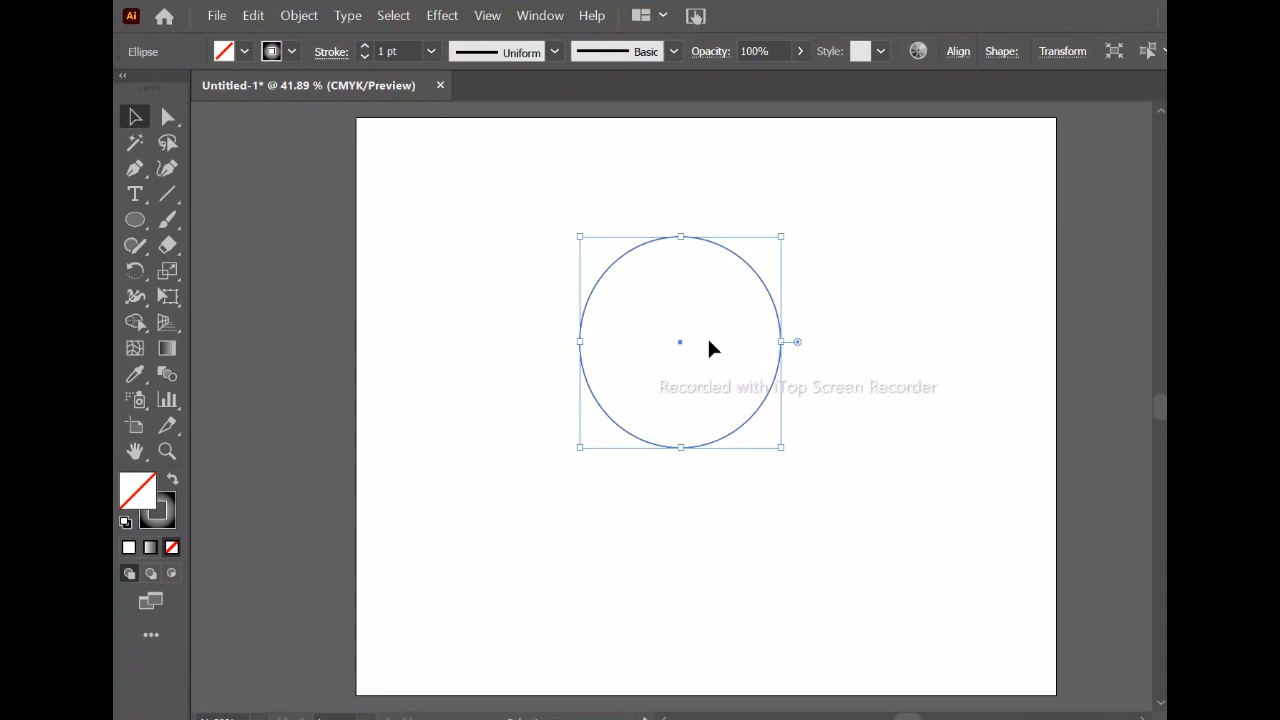 Ai File Edit Object Type Select Effect View Window Help
Ellipse Stroke: 1 pt Uniform Basic Opacity: 100% Style: Align Shape: Transform
Untitled-1* @ 41.89 % (CMYK/Preview) ×
T
Recorded with iTop Screen Recorder